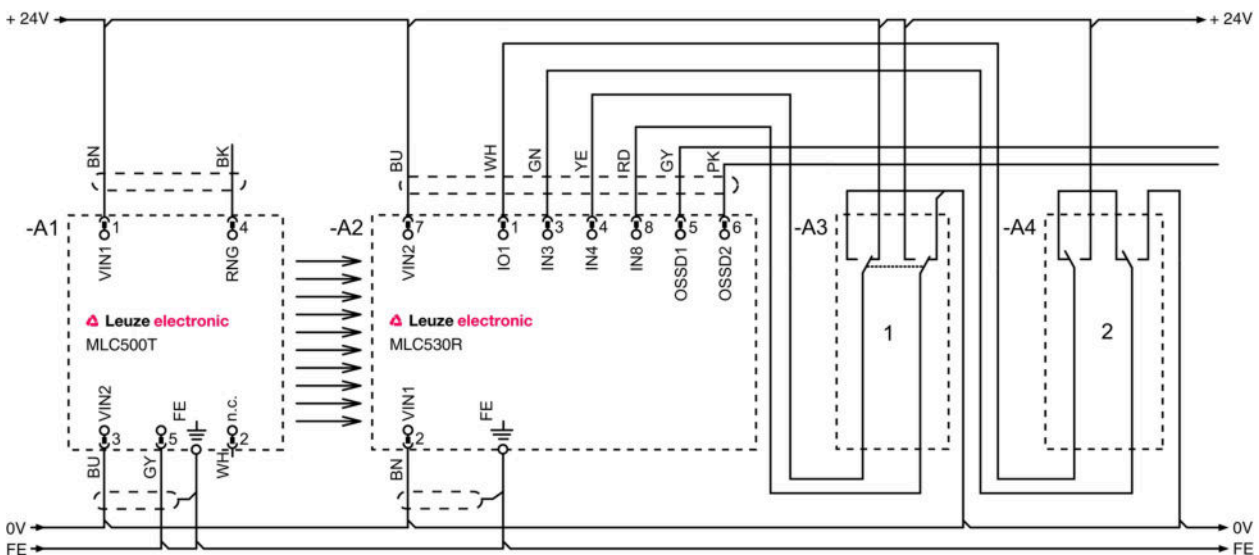 + 24V
+ 24V
BN
BK
BU
WH
GN
YE
RD
GY
PK
-A1
1
4
-A2
7
1
3
4
8
5
6
-A3
-A4
VIN1
RNG
VIN2
IO1
IN3
IN4
IN8
OSSD1
OSSD2
Leuze electronic
MLC500T
Leuze electronic
MLC530R
1
2
VIN2
FE
n.c.
VIN1
FE
3
5
2
2
BU
GY
WH
BN
0V
0V
FE
FE